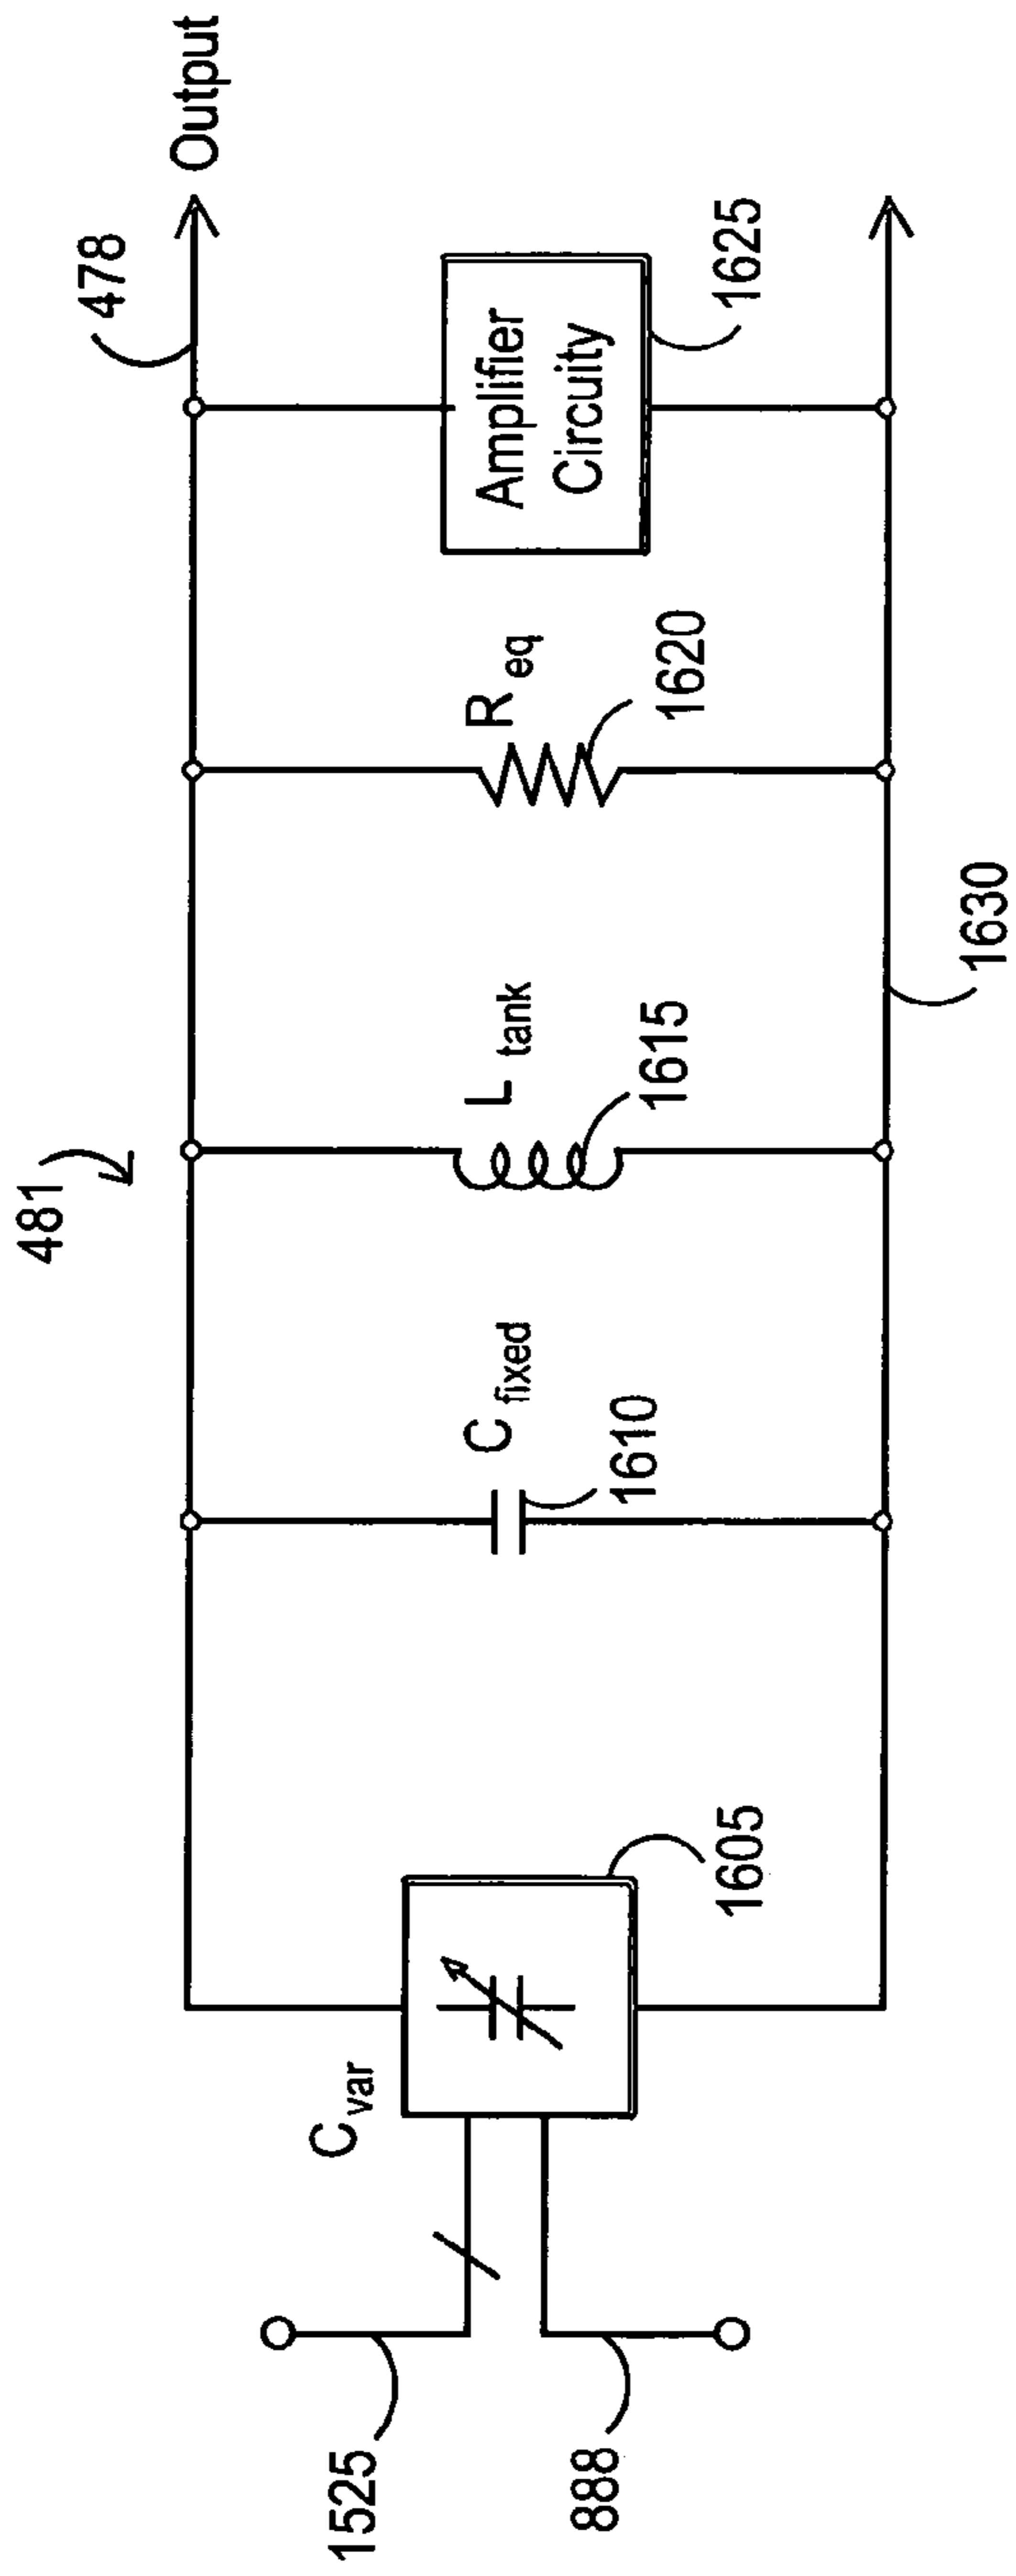 481
478
Output
C var
C fixed
L tank
R eq
Amplifier
Circuity
1525
888
1605
1610
1615
1620
1625
1630